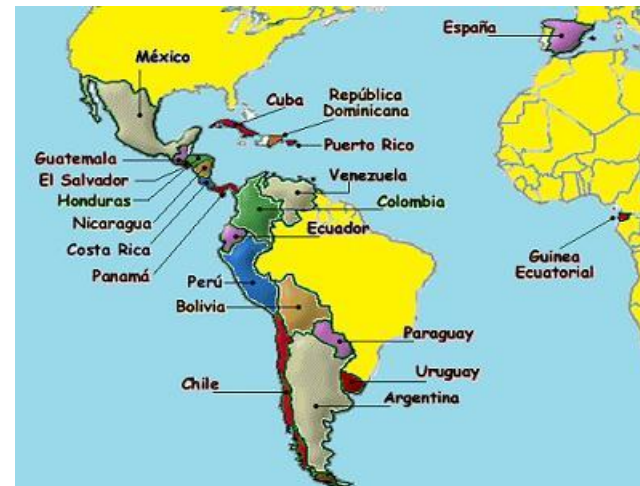 España
México
Cuba
República
Dominicana
Puerto Rico
Guatemala
El Salvador
Honduras
Nicaragua
Costa Rica
Panamá
Venezuela
Colombia
Ecuador
Guinea
Ecuatorial
Perú
Bolivia
Paraguay
Uruguay
Chile
Argentina